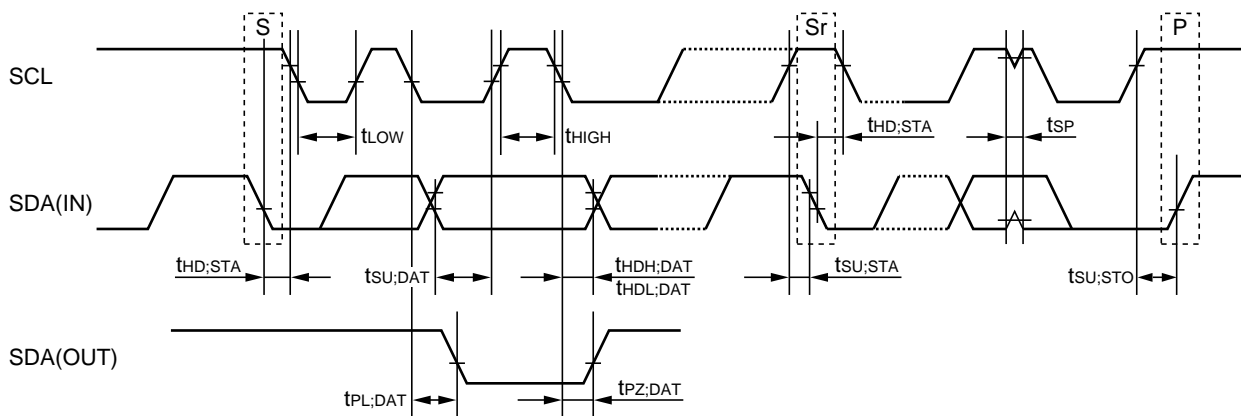 S
Sr
P
SCL
tLOW
tHIGH
tHD;STA
tSP
SDA(IN)
tHD;STA
tSU;DAT
tHDH;DAT
tHDL;DAT
tSU;STA
tSU;STO
SDA(OUT)
tPL;DAT
tPZ;DAT